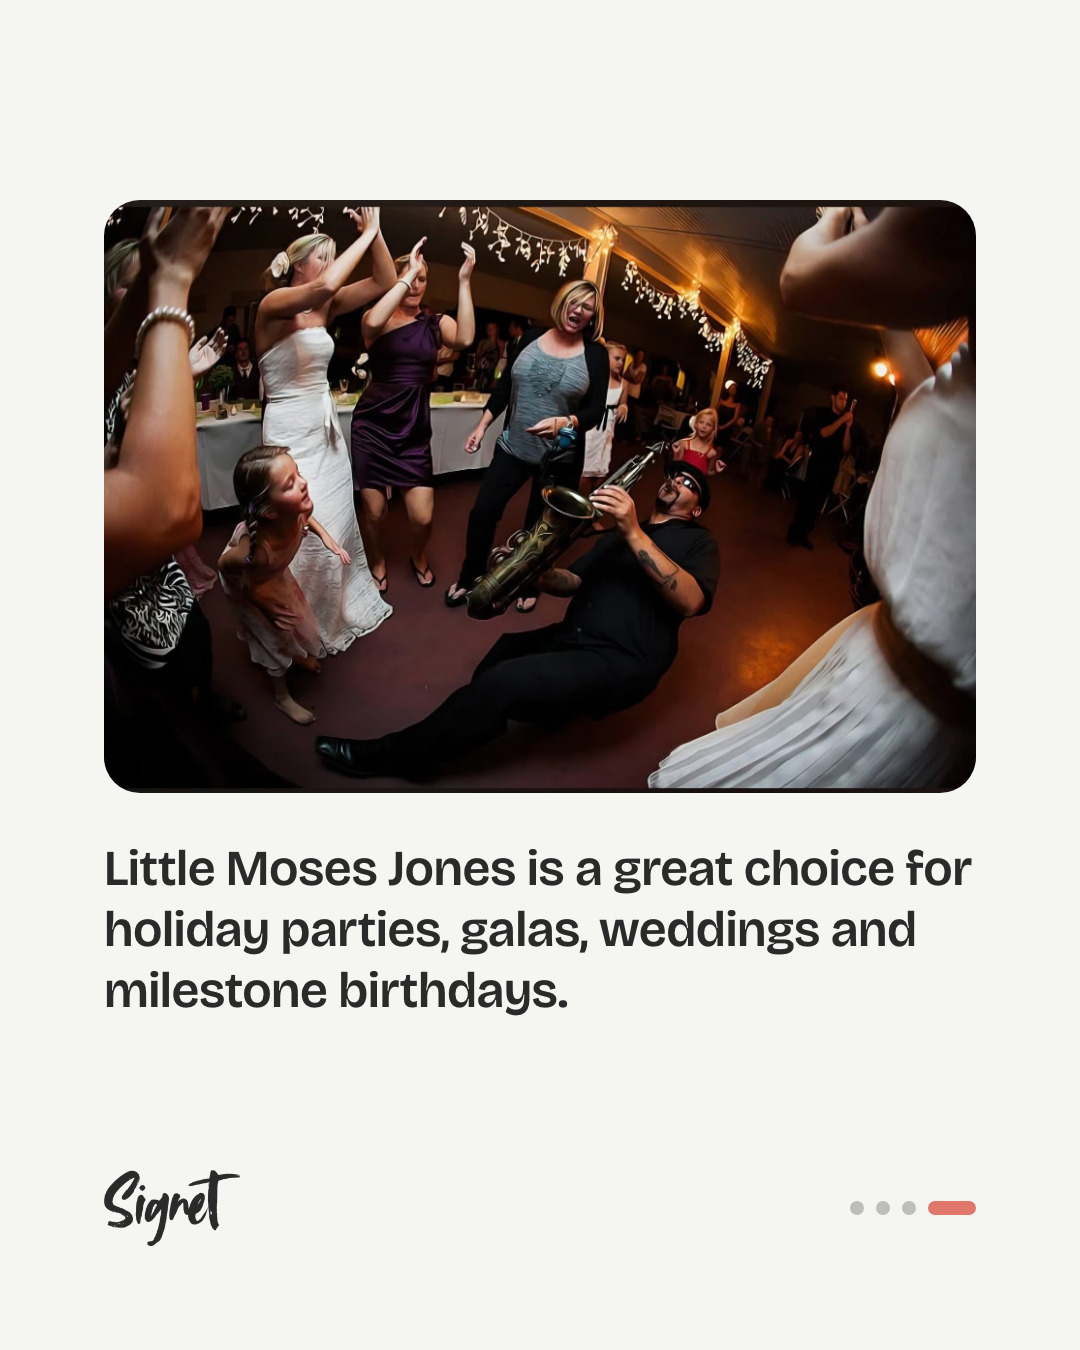 Little Moses Jones is a great choice for
holiday parties, galas, weddings and
milestone birthdays.
Signet